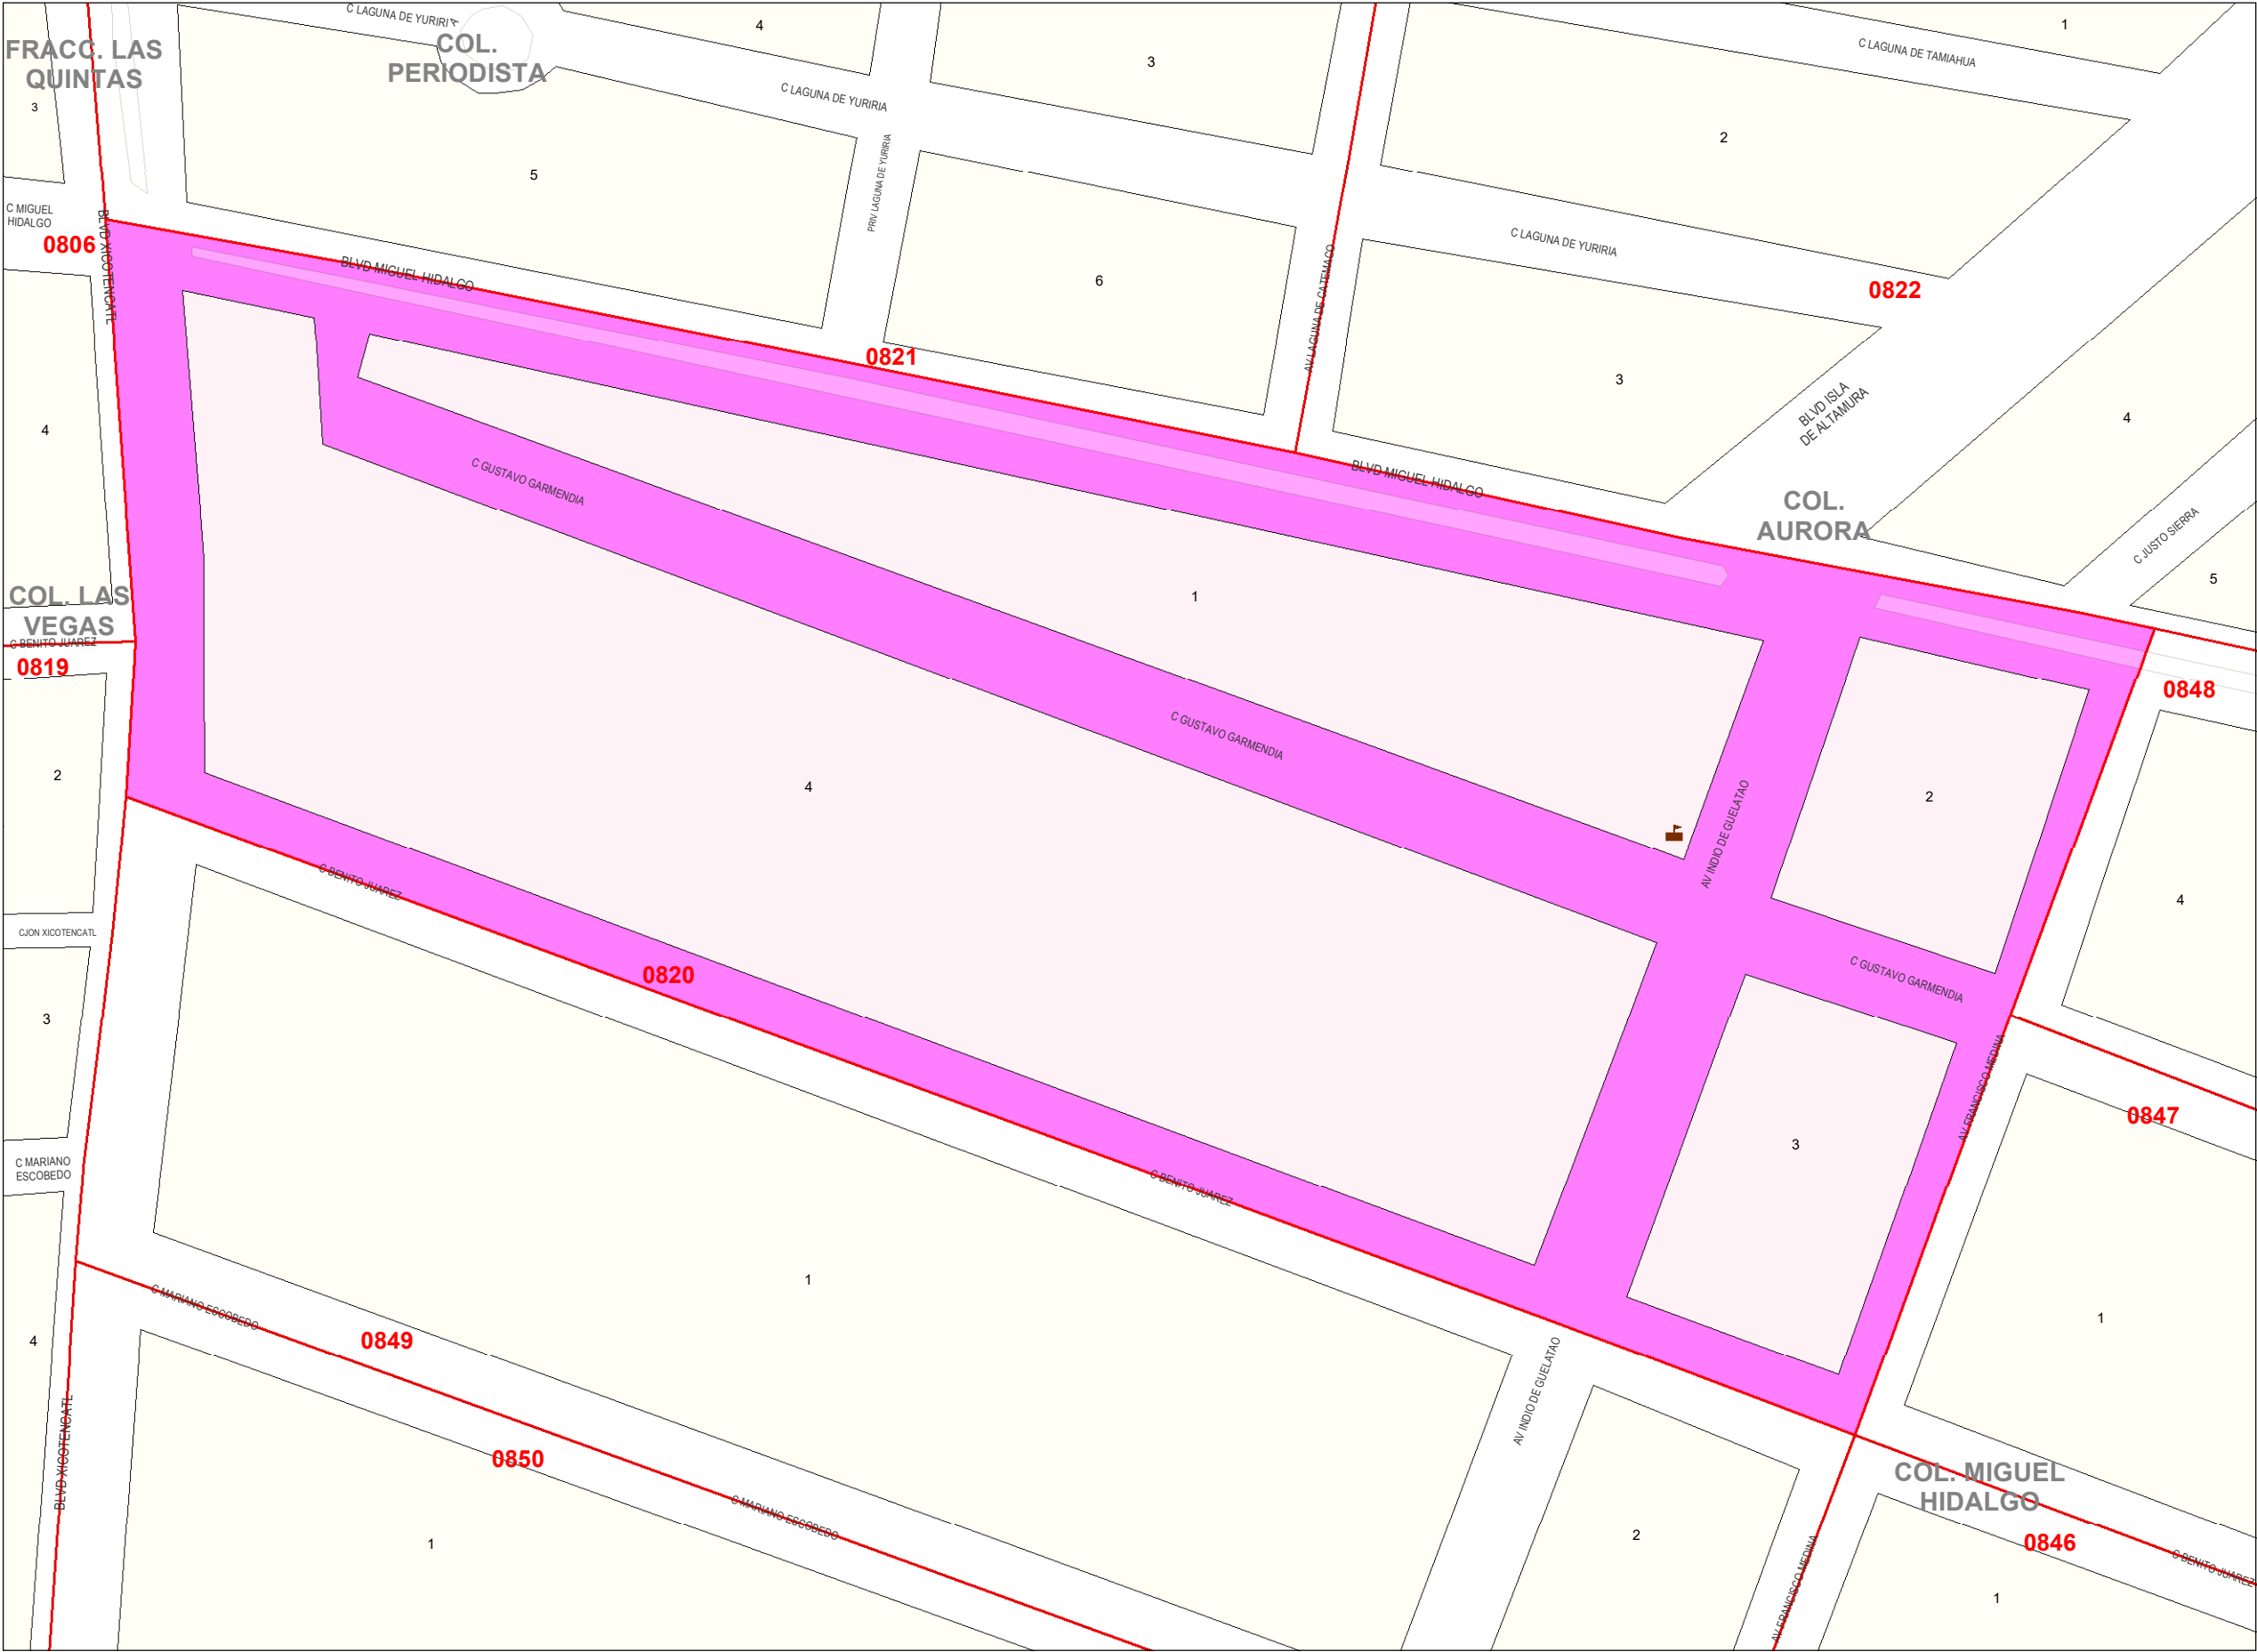 C LAGUNA DE YURIRIA
4
1
FRACC. LAS
QUINTAS
COL.
PERIODISTA
3
C LAGUNA DE TAMIAHUA
3
C LAGUNA DE YURIRIA
2
5
PRIV LAGUNA DE YURIRIA
C MIGUEL
HIDALGO
0806
BLVD XICOTENCATL
BLVD MIGUEL HIDALGO
6
AV LAGUNA DE CATEMACO
C LAGUNA DE YURIRIA
0822
0821
3
BLVD ISLA
DE ALTAMURA
4
4
C GUSTAVO GARMENDIA
BLVD MIGUEL HIDALGO
COL.
AURORA
C JUSTO SIERRA
5
COL. LAS
VEGAS
1
C BENITO JUAREZ
0819
0848
C GUSTAVO GARMENDIA
2
4
AV INDIO DE GUELATAO
2
4
C BENITO JUAREZ
CJON XICOTENCATL
0820
C GUSTAVO GARMENDIA
3
AV FRANCISCO MEDINA
0847
3
C MARIANO
ESCOBEDO
C BENITO JUAREZ
1
C MARIANO ESCOBEDO
1
4
0849
AV INDIO DE GUELATAO
BLVD XICOTENCATL
0850
COL. MIGUEL
HIDALGO
C MARIANO ESCOBEDO
2
0846
1
AV FRANCISCO MEDINA
C BENITO JUAREZ
1